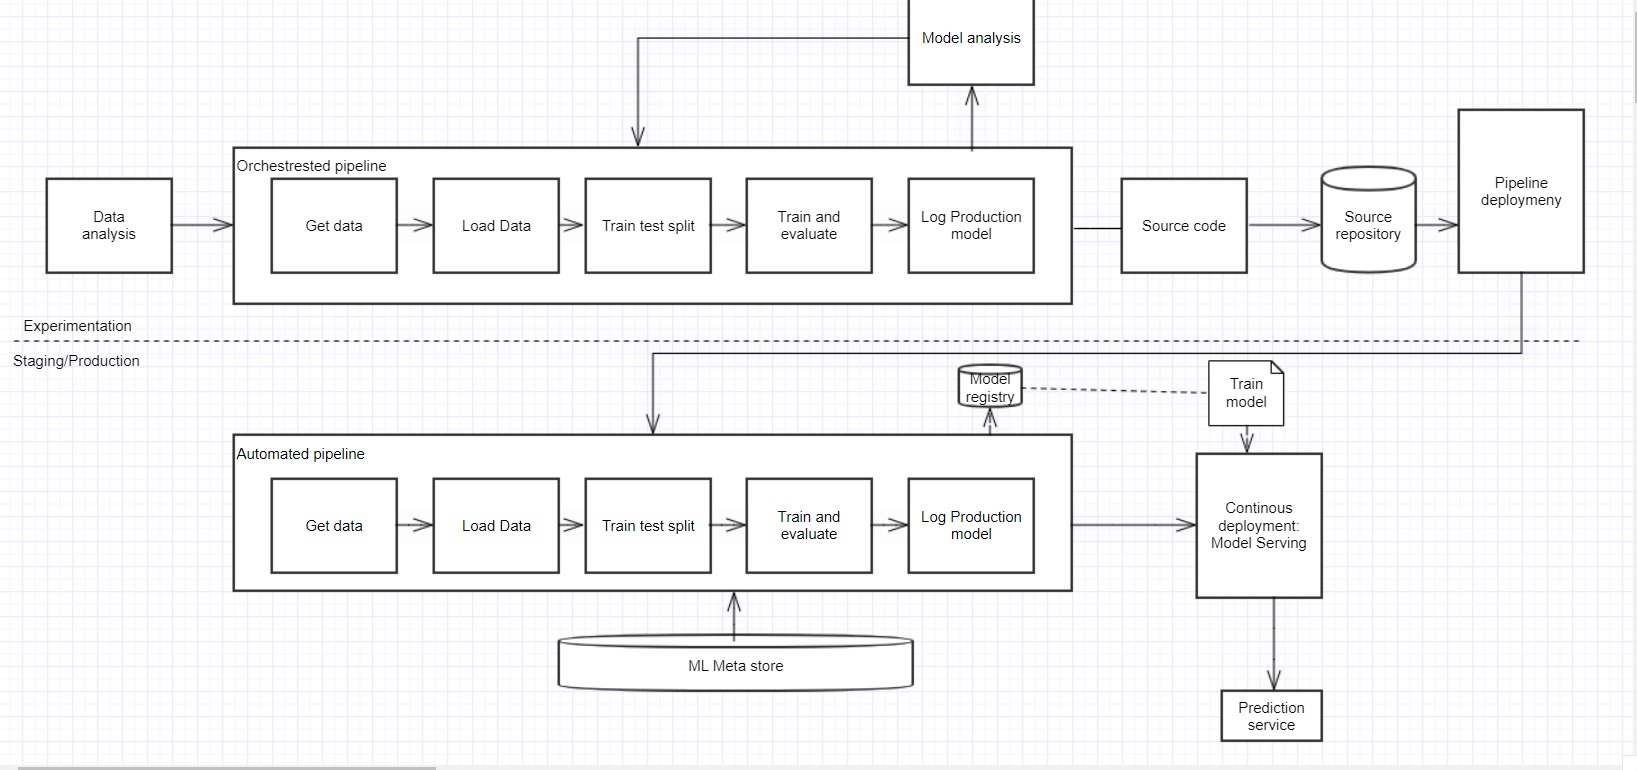 Model analysis
Orchestrested pipeline
Data
analysis
Get data
Load Data
Train test split
Train and
evaluate
Log Production
model
Source code
Source
repository
Pipeline
deploymeny
Experimentation
Staging/Production
Model
registry
Train
model
Automated pipeline
Get data
Load Data
Train test split
Train and
evaluate
Log Production
model
Continous
deployment:
Model Serving
ML Meta store
Prediction
service